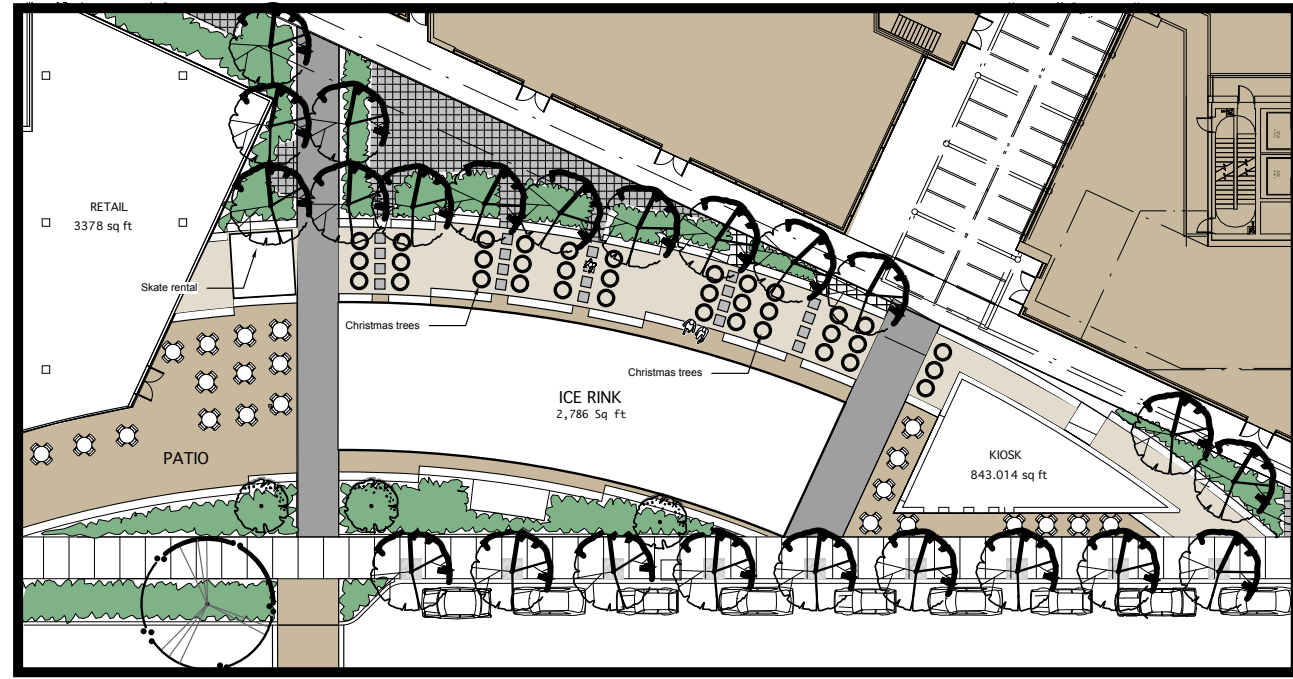 RETAIL
3378 sq ft
Skate rental
Christmas trees
Christmas trees
ICE RINK
2,786 Sq ft
PATIO
KIOSK
843.014 sq ft